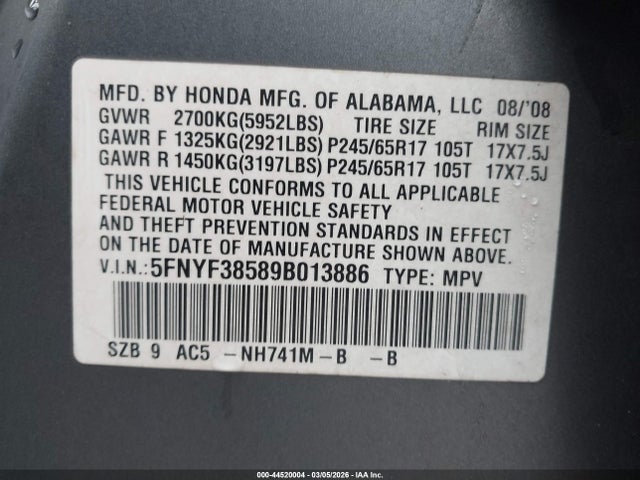 MFD. BY HONDA MFG. OF ALABAMA, LLC 08/'08
GVWR 2700KG(5952LBS) TIRE SIZE RIM SIZE
GAWR F 1325KG(2921LBS) P245/65R17 105T 17X7.5J
GAWR R 1450KG(3197LBS) P245/65R17 105T 17X7.5J
THIS VEHICLE CONFORMS TO ALL APPLICABLE
FEDERAL MOTOR VEHICLE SAFETY
AND THEFT PREVENTION STANDARDS IN EFFECT
ON THE DATE OF MANUFACTURE SHOWN ABOVE.
V.I.N.:5FNYF38589B013886 TYPE: MPV
SZB 9 AC5 -NH741M-B -B
000-44520004 | 03/05/2026 | IAA Inc.